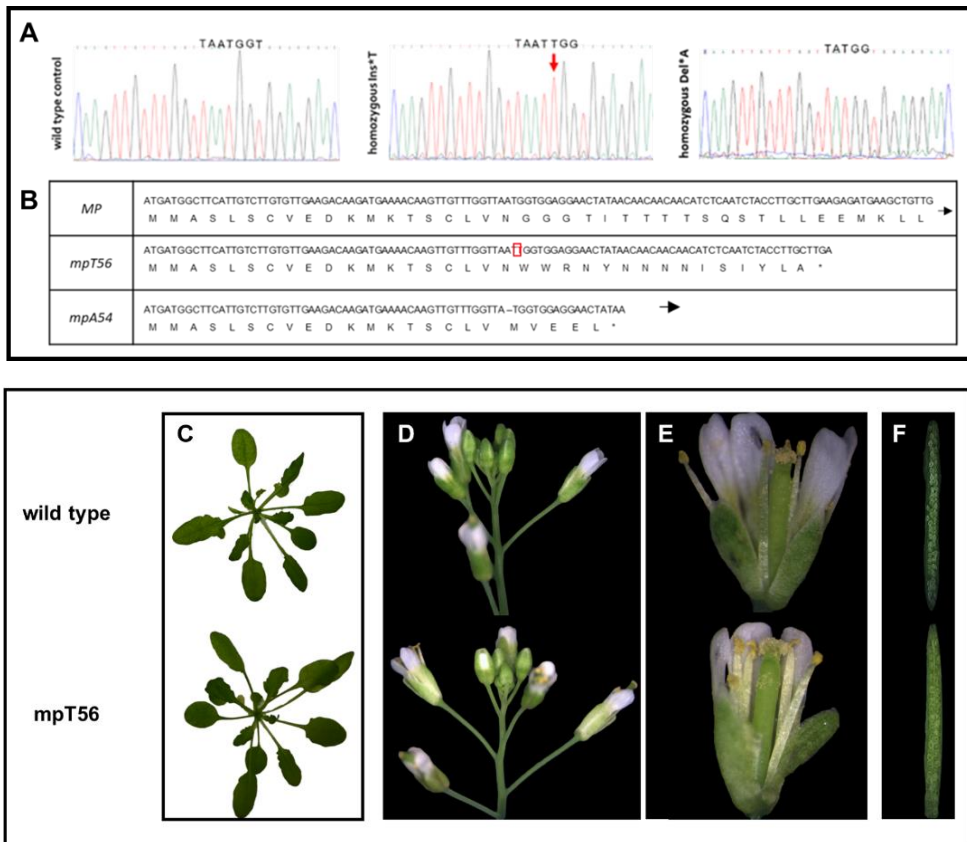 A
TAATGGT
TAATTGG
TATGG
wild type control
homozygous Ins*T
homozygous Del*A
B
MP
ATGATGGCTTCATTGTCTTGTGTTGAAGACAAGATGAAAACAAGTTGTTTGGTTAATGGTGGAGGAACTATAACAACAACAACATCTCAATCTACCTTGCTTGAAGAGATGAAGCTGTTG
M M A S L S C V E D K M K T S C L V N G G G T I T T T T S Q S T L L E E M K L L
mpT56
ATGATGGCTTCATTGTCTTGTGTTGAAGACAAGATGAAAACAAGTTGTTTGGTTAATTGGTGGAGGAACTATAACAACAACAACATCTCAATCTACCTTGCTTGA
M M A S L S C V E D K M K T S C L V N W W R N Y N N N N I S I Y L A *
mpA54
ATGATGGCTTCATTGTCTTGTGTTGAAGACAAGATGAAAACAAGTTGTTTGGTTA–TGGTGGAGGAACTATAA
M M A S L S C V E D K M K T S C L V M V E E L *
C
D
E
F
wild type
mpT56